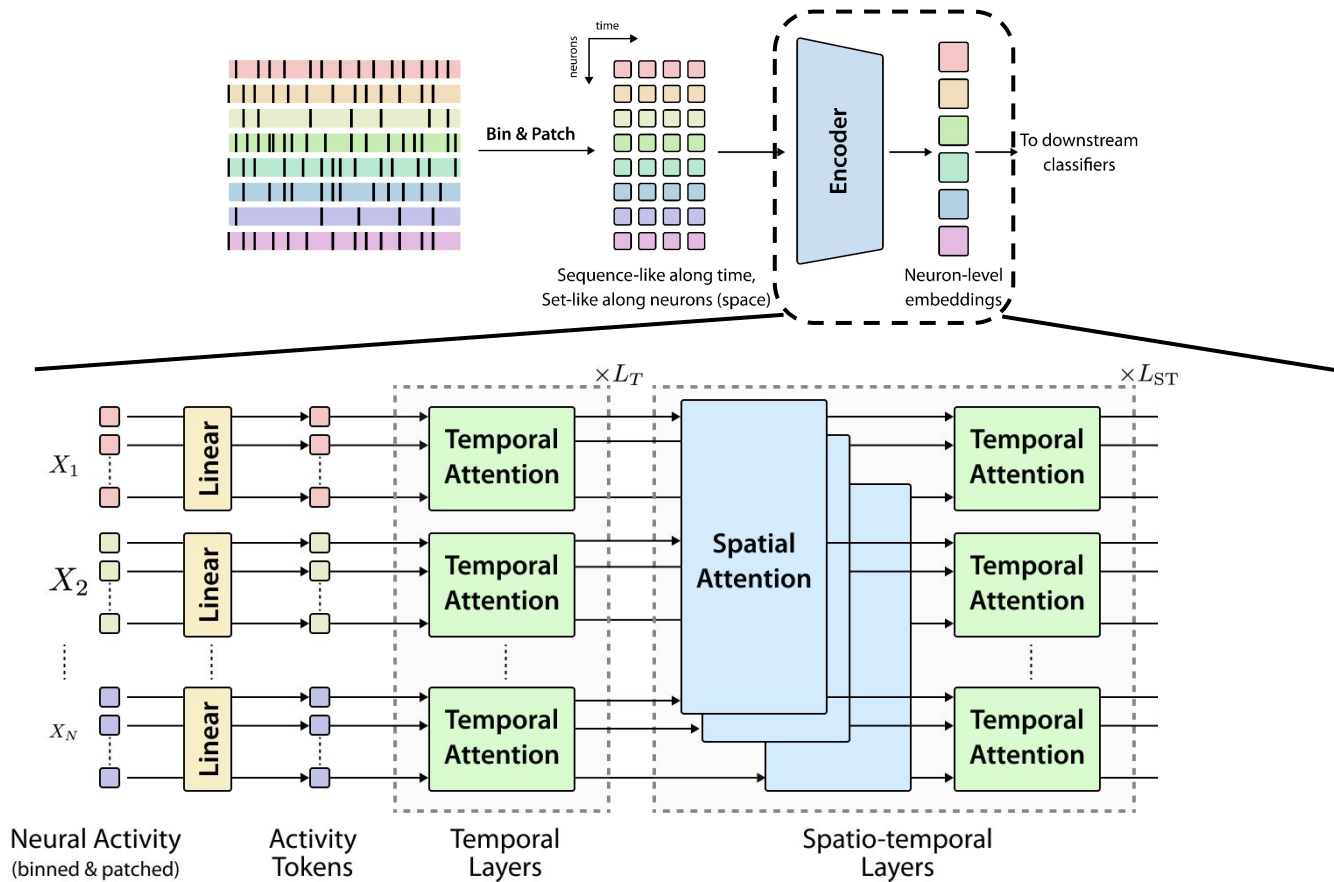 time
neurons
Bin & Patch
Encoder
To downstream
classifiers
Sequence-like along time,
Set-like along neurons (space)
Neuron-level
embeddings
×L_T
×L_ST
X_1
Linear
Temporal
Attention
Temporal
Attention
X_2
Linear
Temporal
Attention
Spatial
Attention
Temporal
Attention
X_N
Linear
Temporal
Attention
Temporal
Attention
Neural Activity
(binned & patched)
Activity
Tokens
Temporal
Layers
Spatio-temporal
Layers